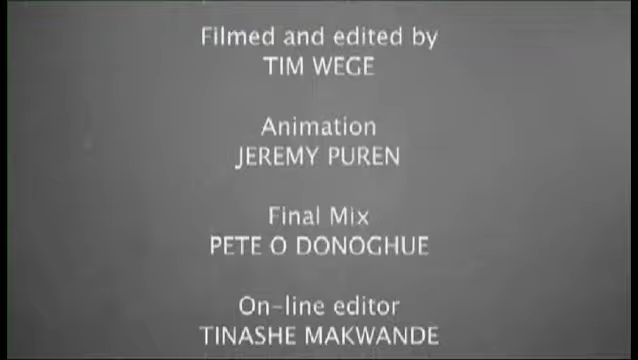 Filmed and edited by
TIM WEGE
Animation
JEREMY PUREN
Final Mix
PETE O DONOGHUE
On-line editor
TINASHE MAKWANDE